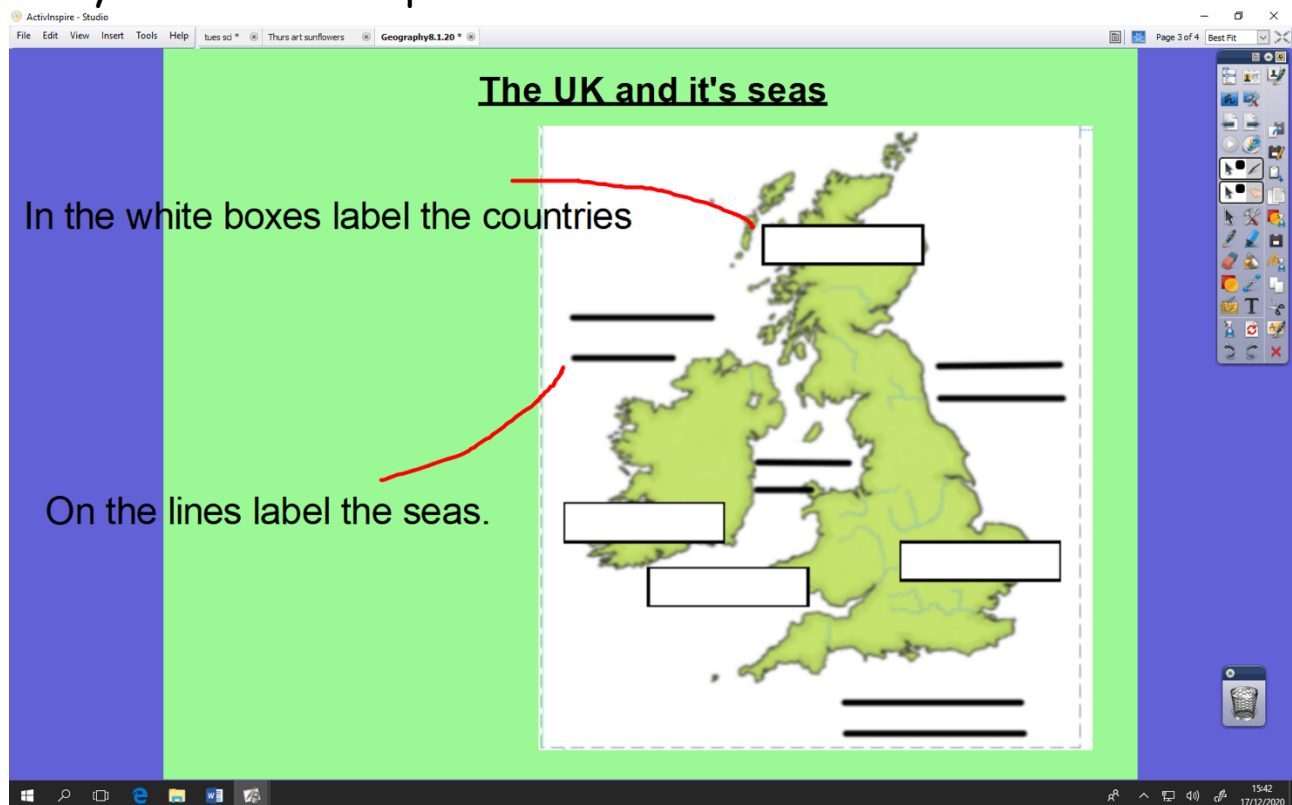 ActivInspire - Studio
File Edit View Insert Tools Help
tues sci * Thurs art sunflowers Geography8.1.20 *
Page 3 of 4 Best Fit
The UK and it's seas
In the white boxes label the countries
On the lines label the seas.
15:42
17/12/2020